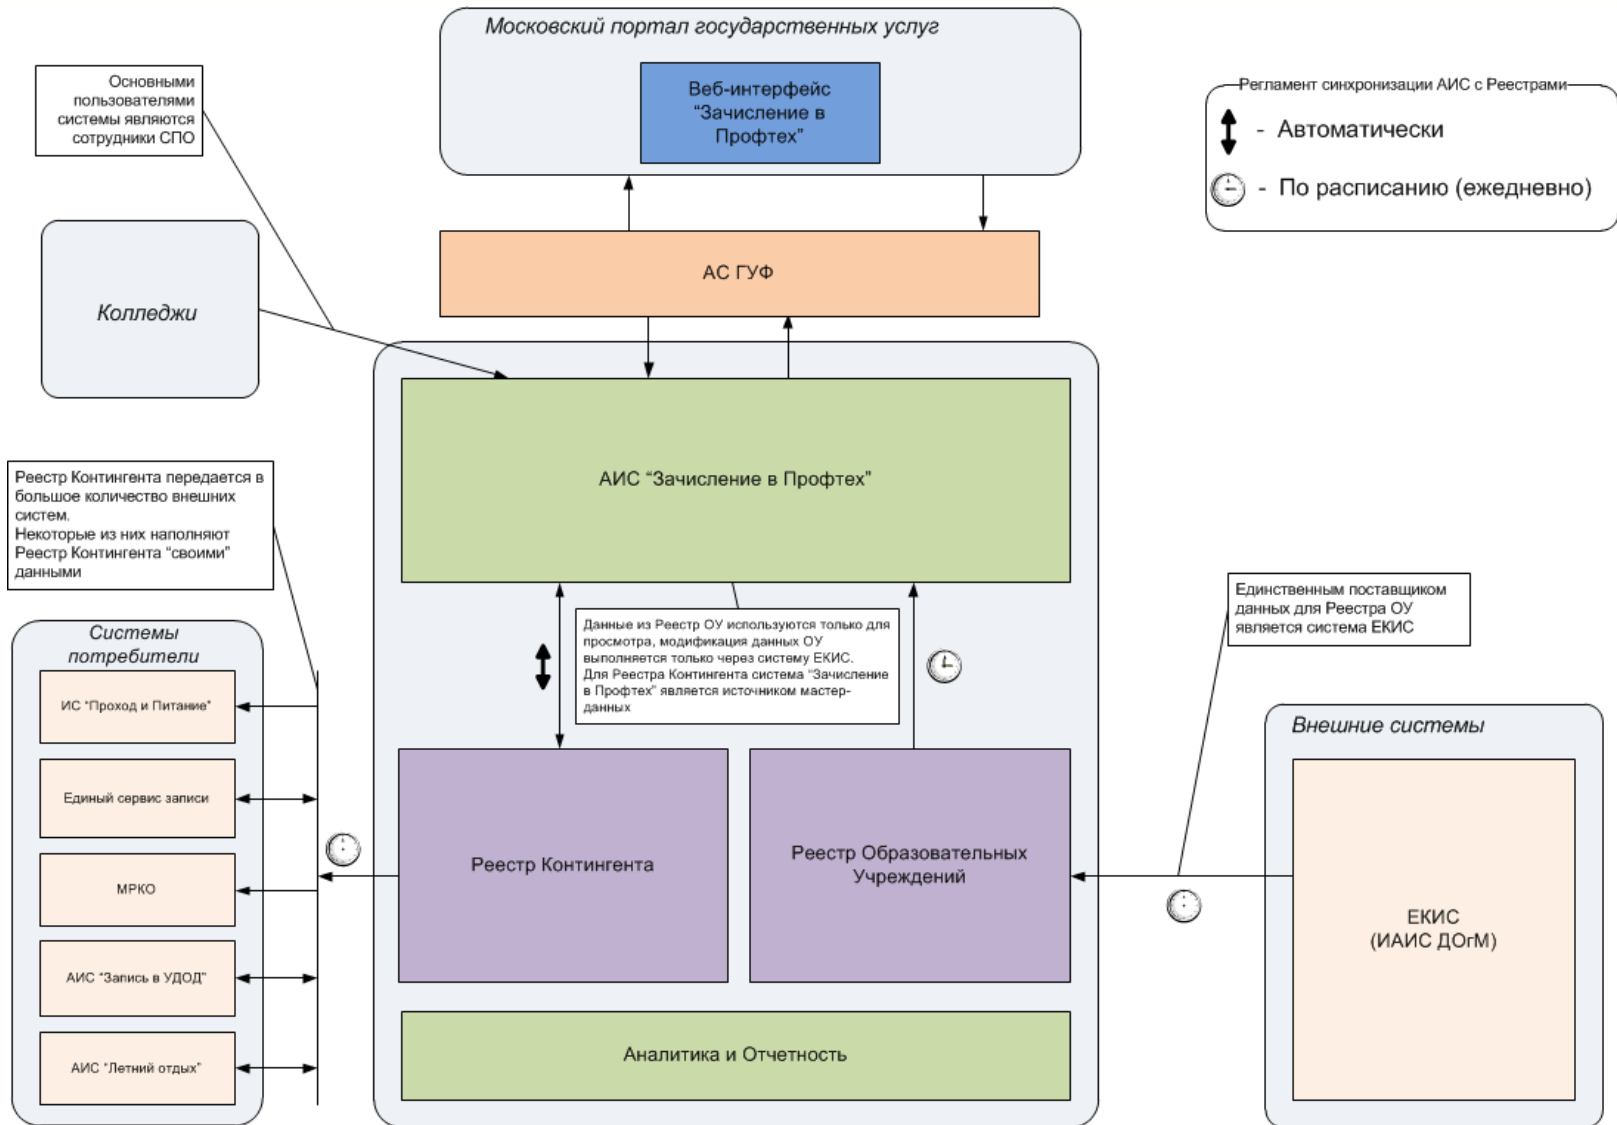 Московский портал государственных услуг
Веб-интерфейс
“Зачисление в
Профтех”
Основными
пользователями
системы являются
сотрудники СПО
Регламент синхронизации АИС с Реестрами
- Автоматически
- По расписанию (ежедневно)
АС ГУФ
Колледжи
АИС “Зачисление в Профтех”
Реестр Контингента передается в
большое количество внешних
систем.
Некоторые из них наполняют
Реестр Контингента “своими”
данными
Данные из Реестр ОУ используются только для
просмотра, модификация данных ОУ
выполняется только через систему ЕКИС.
Для Реестра Контингента система “Зачисление
в Профтех” является источником мастер-
данных
Единственным поставщиком
данных для Реестра ОУ
является система ЕКИС
Системы
потребители
ИС “Проход и Питание”
Единый сервис записи
МРКО
АИС “Запись в УДОД”
АИС “Летний отдых”
Реестр Контингента
Реестр Образовательных
Учреждений
Внешние системы
ЕКИС
(ИАИС ДОгМ)
Аналитика и Отчетность